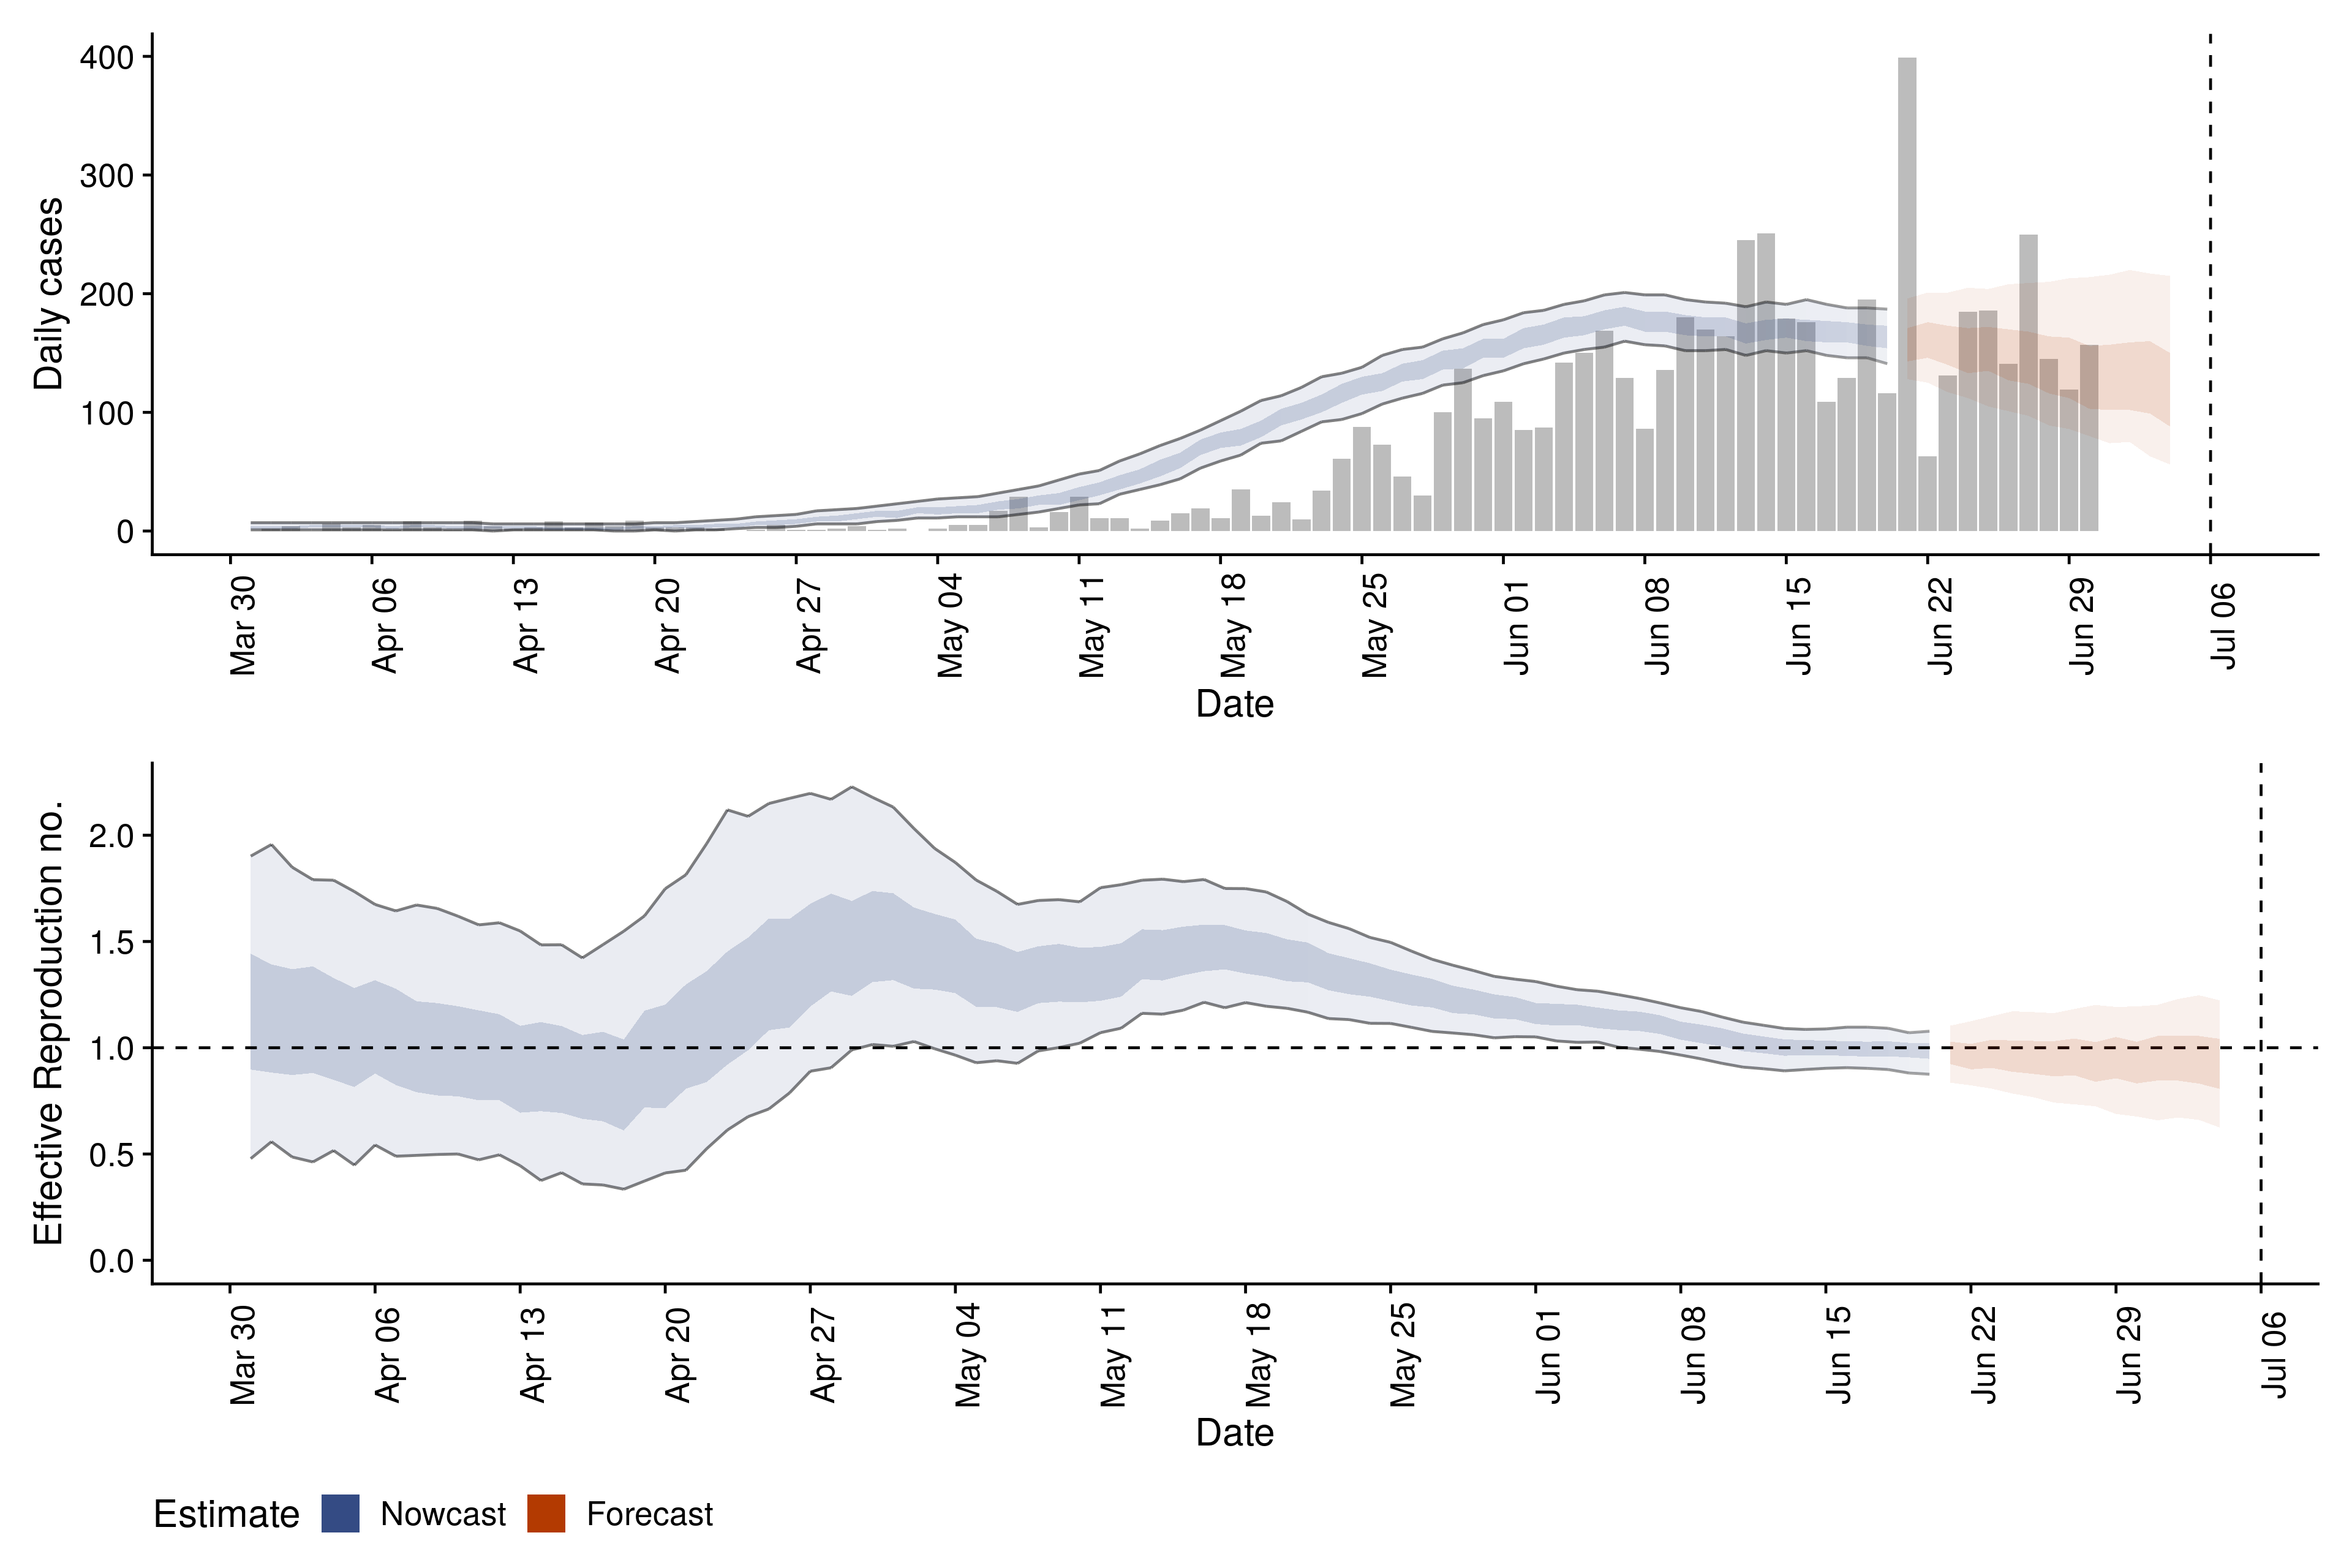 400
300
200
100
0
Daily cases
Mar 30
Apr 06
Apr 13
Apr 20
Apr 27
May 04
May 11
May 18
May 25
Jun 01
Jun 08
Jun 15
Jun 22
Jun 29
Jul 06
Date
2.0
1.5
1.0
0.5
0.0
Effective Reproduction no.
Mar 30
Apr 06
Apr 13
Apr 20
Apr 27
May 04
May 11
May 18
May 25
Jun 01
Jun 08
Jun 15
Jun 22
Jun 29
Jul 06
Date
Estimate Nowcast Forecast